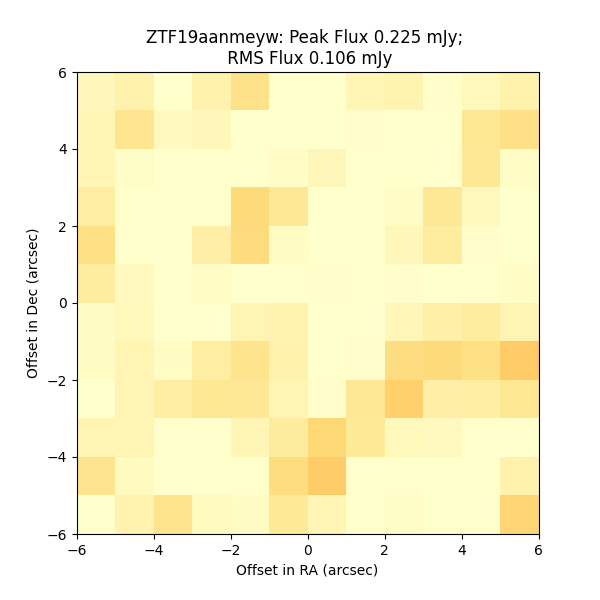 ZTF19aanmeyw: Peak Flux 0.225 mJy;
RMS Flux 0.106 mJy
6
4
2
0
−2
−4
−6
Offset in Dec (arcsec)
−6 −4 −2 0 2 4 6
Offset in RA (arcsec)